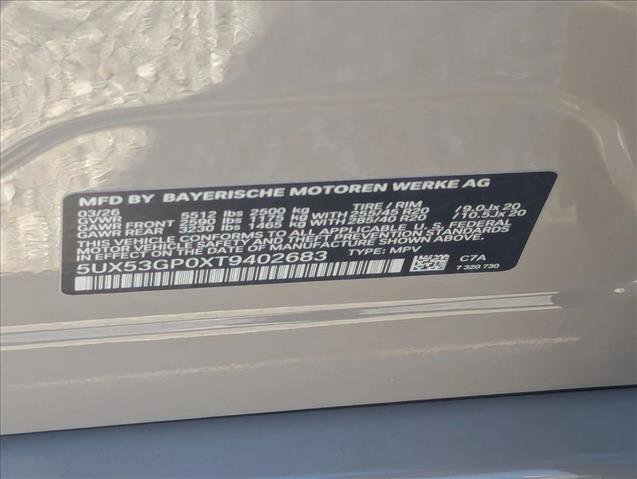 MFD BY BAYERISCHE MOTOREN WERKE AG
03/26 5512 lbs 2500 kg TIRE / RIM
GVWR 2590 lbs 1175 kg WITH 255/45 R20 /9.0Jx 20
GAWR FRONT 3230 lbs 1465 kg WITH 285/40 R20 /10.5Jx 20
GAWR REAR
THIS VEHICLE CONFORMS TO ALL APPLICABLE U.S. FEDERAL
MOTOR VEHICLE SAFETY, BUMPER, AND THEFT PREVENTION STANDARDS
IN EFFECT ON THE DATE OF MANUFACTURE SHOWN ABOVE.
5UX53GP0XT9402683 TYPE: MPV C7A
7 320 730